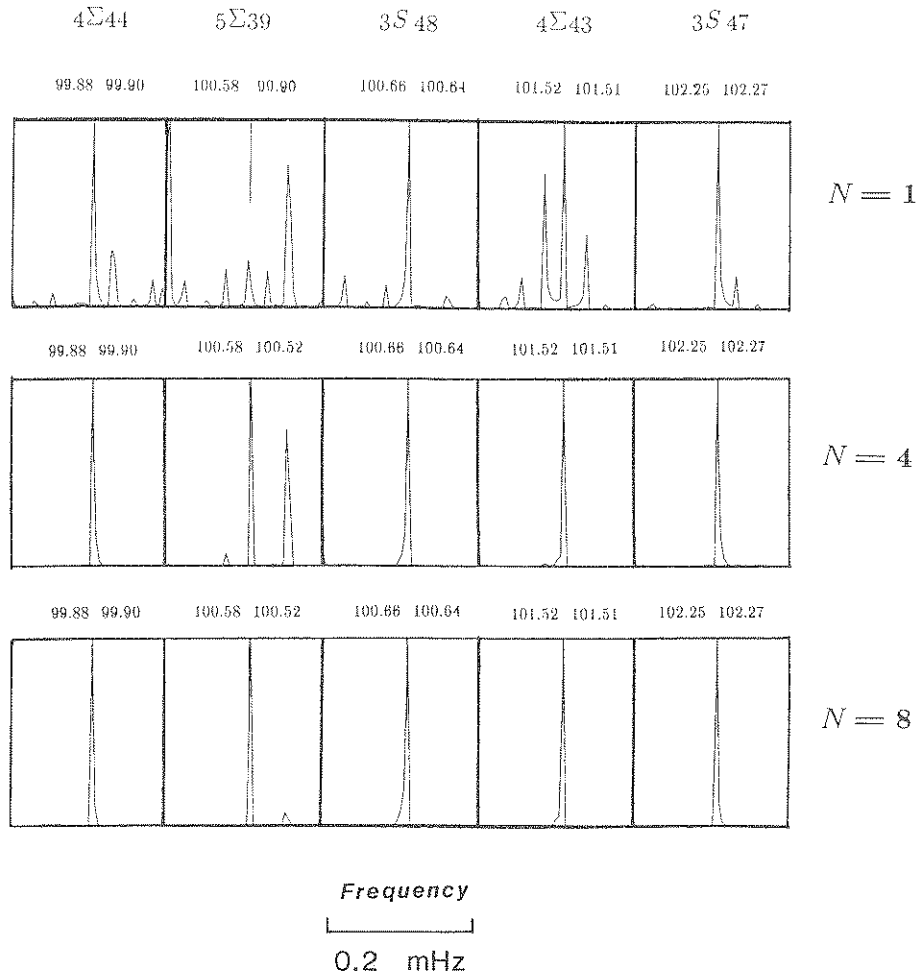 4Σ44 5Σ39 3S 48 4Σ43 3S 47
99.88 99.90 100.58 99.90 100.66 100.64 101.52 101.51 102.25 102.27
N = 1
99.88 99.90 100.58 100.52 100.66 100.64 101.52 101.51 102.25 102.27
N = 4
99.88 99.90 100.58 100.52 100.66 100.64 101.52 101.51 102.25 102.27
N = 8
Frequency
0.2 mHz